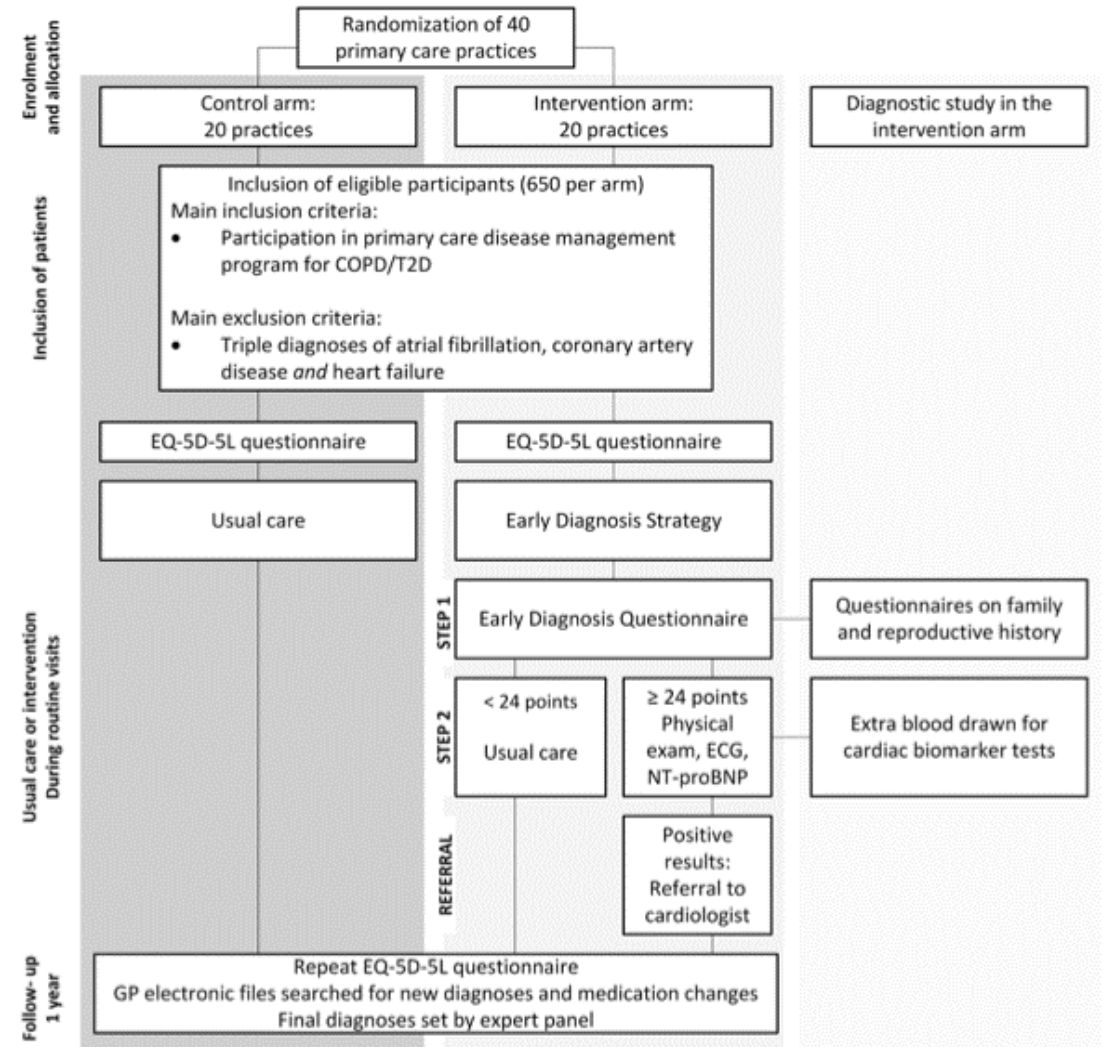 Randomization of 40
primary care practices
Enrolment
and allocation
Control arm:
20 practices
Intervention arm:
20 practices
Diagnostic study in the
intervention arm
Inclusion of patients
Inclusion of eligible participants (650 per arm)
Main inclusion criteria:
• Participation in primary care disease management
program for COPD/T2D
Main exclusion criteria:
• Triple diagnoses of atrial fibrillation, coronary artery
disease and heart failure
EQ-5D-5L questionnaire
EQ-5D-5L questionnaire
Usual care
Early Diagnosis Strategy
Usual care or intervention
During routine visits
STEP 1
Early Diagnosis Questionnaire
Questionnaires on family
and reproductive history
STEP 2
< 24 points
Usual care
≥ 24 points
Physical
exam, ECG,
NT-proBNP
Extra blood drawn for
cardiac biomarker tests
REFERRAL
Positive
results:
Referral to
cardiologist
Follow- up
1 year
Repeat EQ-5D-5L questionnaire
GP electronic files searched for new diagnoses and medication changes
Final diagnoses set by expert panel